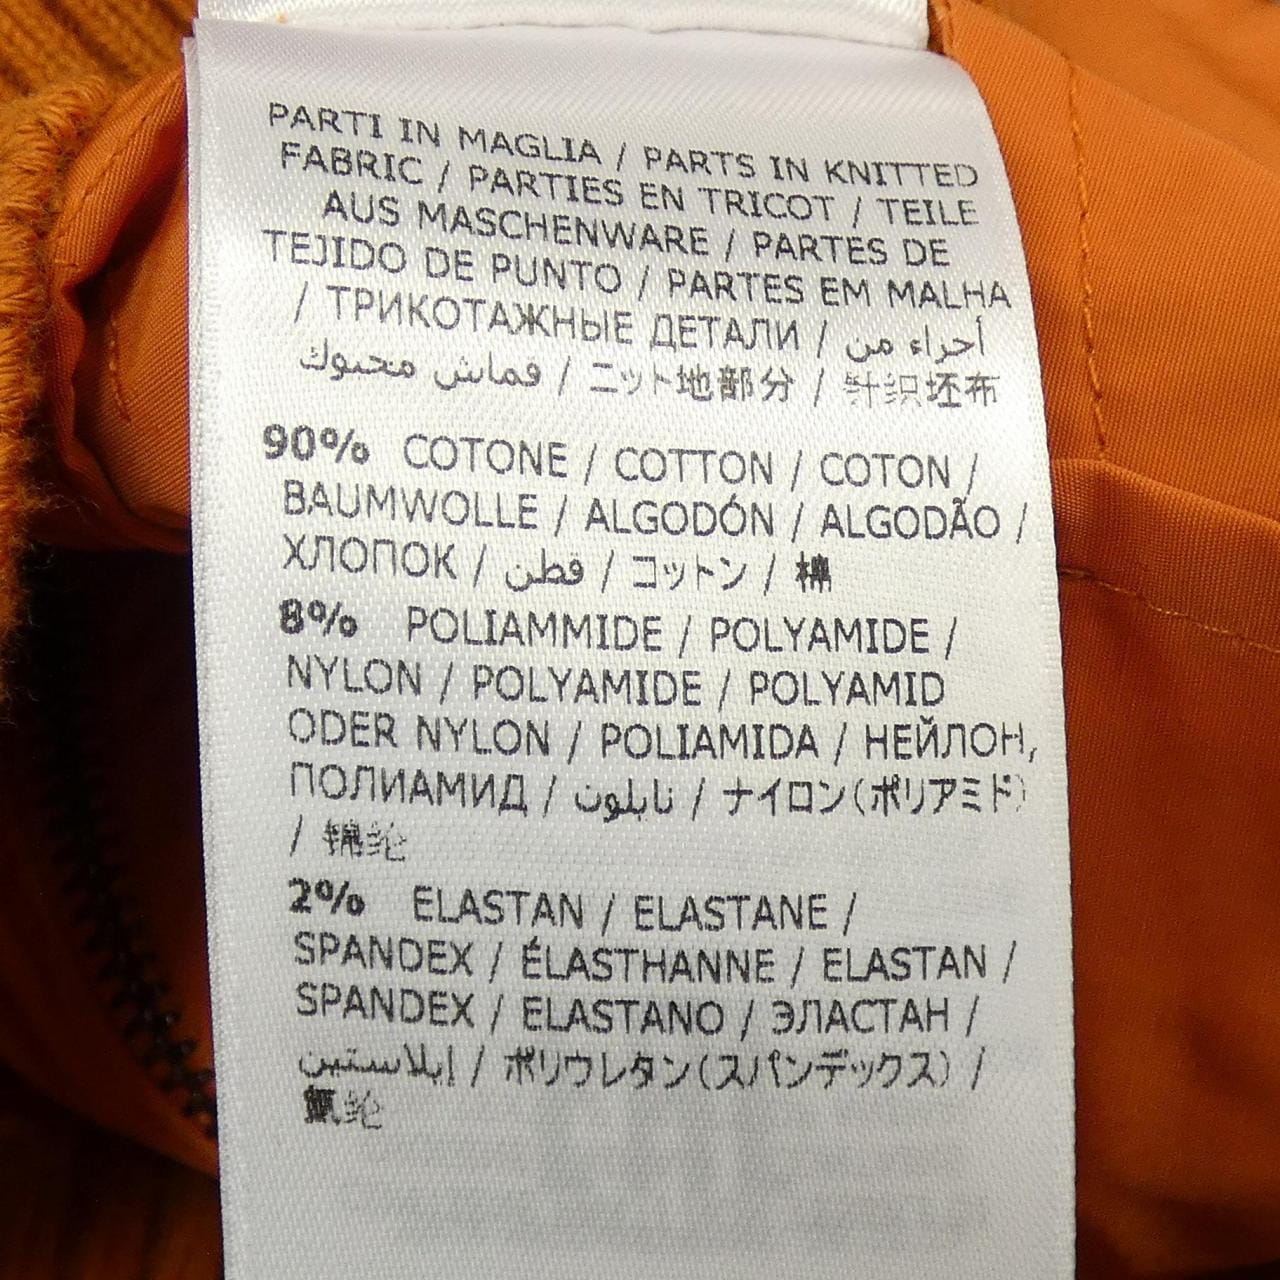 PARTI IN MAGLIA / PARTS IN KNITTED
FABRIC / PARTIES EN TRICOT / TEILE
AUS MASCHENWARE / PARTES DE
TEJIDO DE PUNTO / PARTES EM MALHA
/ ТРИКОТАЖНЫЕ ДЕТАЛИ / أجزاء من
قماش محبوك / ニット地部分 / 针织坯布
90% COTONE / COTTON / COTON /
BAUMWOLLE / ALGODÓN / ALGODÃO /
ХЛОПОК / قطن / コットン / 棉
8% POLIAMMIDE / POLYAMIDE /
NYLON / POLYAMIDE / POLYAMID
ODER NYLON / POLIAMIDA / НЕЙЛОН,
ПОЛИАМИД / نايلون / ナイロン(ポリアミド)
/ 锦纶
2% ELASTAN / ELASTANE /
SPANDEX / ÉLASTHANNE / ELASTAN /
SPANDEX / ELASTANO / ЭЛАСТАН /
إيلاستين / ポリウレタン(スパンデックス) /
氨纶